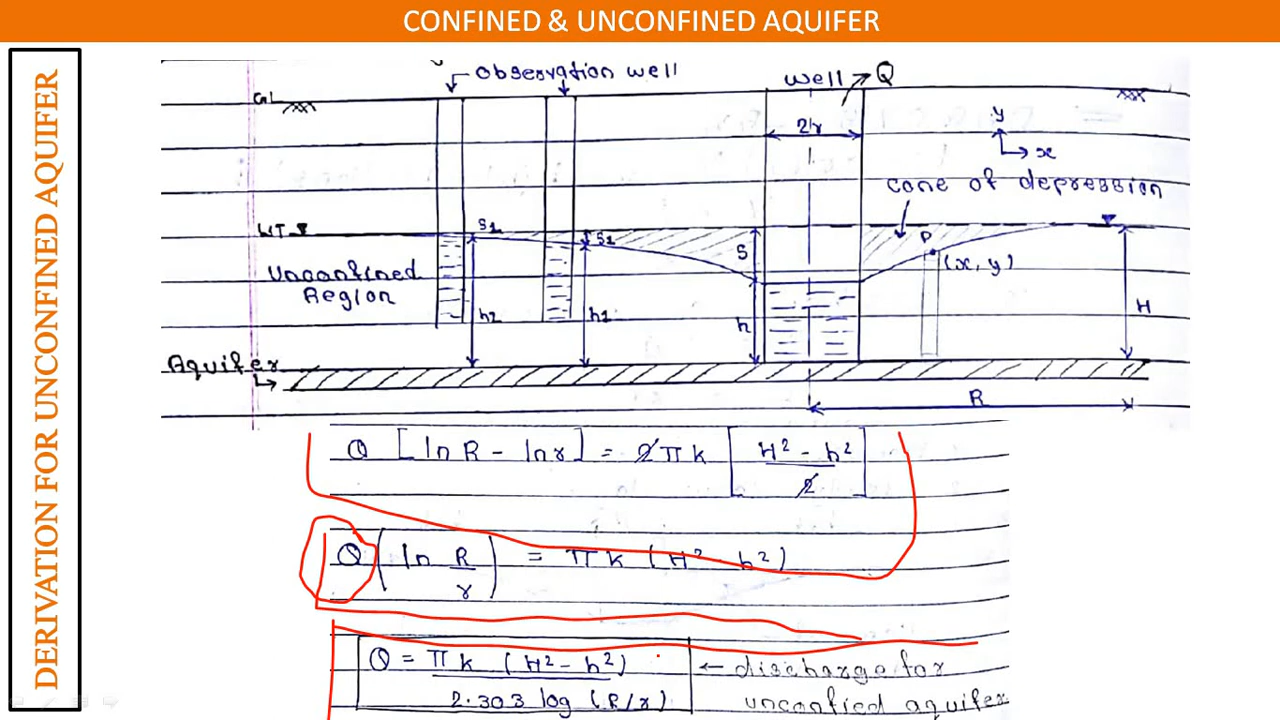 CONFINED & UNCONFINED AQUIFER
DERIVATION FOR UNCONFINED AQUIFER
Observation well
well Q
GL
2r
y
x
cone of depression
WT
S2
S1
S
P
(x, y)
Unconfined
Region
h2
h1
h
H
Aquifer
R
Q [ln R - ln r] = 2πk [H² - h² / 2]
Q (ln R/r) = πk (H² - h²)
Q = πk (H² - h²) / 2.303 log (R/r) ← discharge for
unconfied aquifer